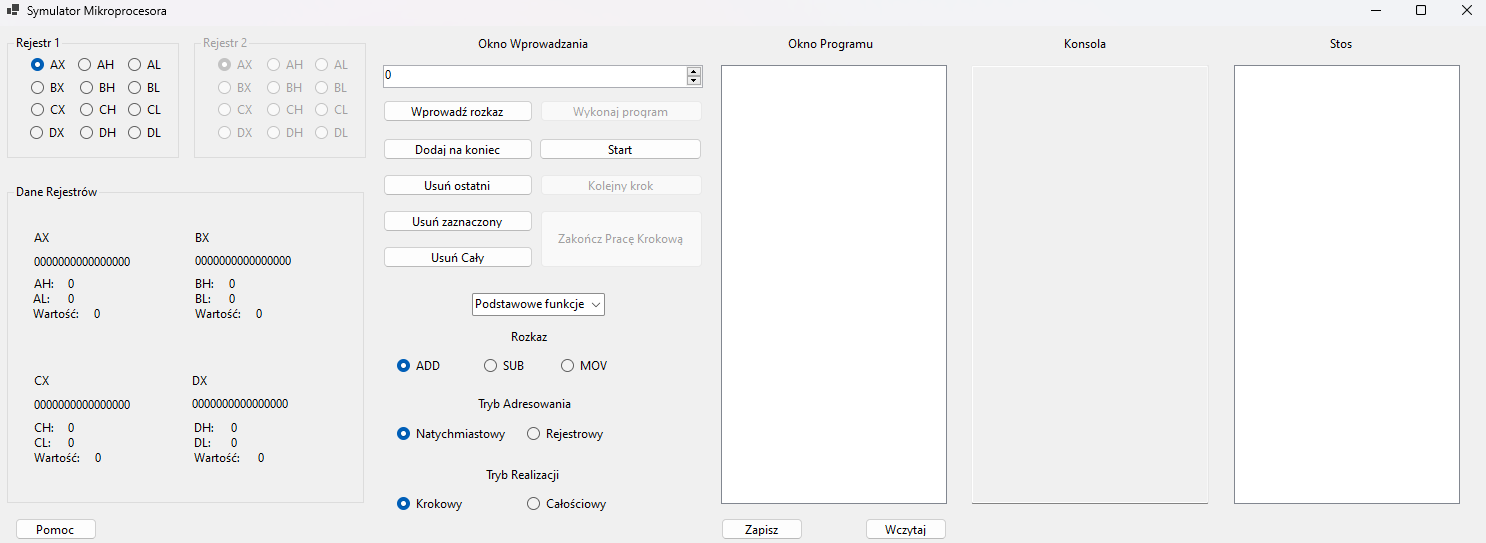 Symulator Mikroprocesora
Rejestr 1
AX AH AL
BX BH BL
CX CH CL
DX DH DL
Rejestr 2
AX AH AL
BX BH BL
CX CH CL
DX DH DL
Dane Rejestrów
AX
0000000000000000
AH: 0
AL: 0
Wartość: 0
BX
0000000000000000
BH: 0
BL: 0
Wartość: 0
CX
0000000000000000
CH: 0
CL: 0
Wartość: 0
DX
0000000000000000
DH: 0
DL: 0
Wartość: 0
Pomoc
Okno Wprowadzania
0
Wprowadź rozkaz Wykonaj program
Dodaj na koniec Start
Usuń ostatni Kolejny krok
Usuń zaznaczony
Zakończ Pracę Krokową
Usuń Cały
Podstawowe funkcje
Rozkaz
ADD SUB MOV
Tryb Adresowania
Natychmiastowy Rejestrowy
Tryb Realizacji
Krokowy Całościowy
Okno Programu
Zapisz Wczytaj
Konsola
Stos